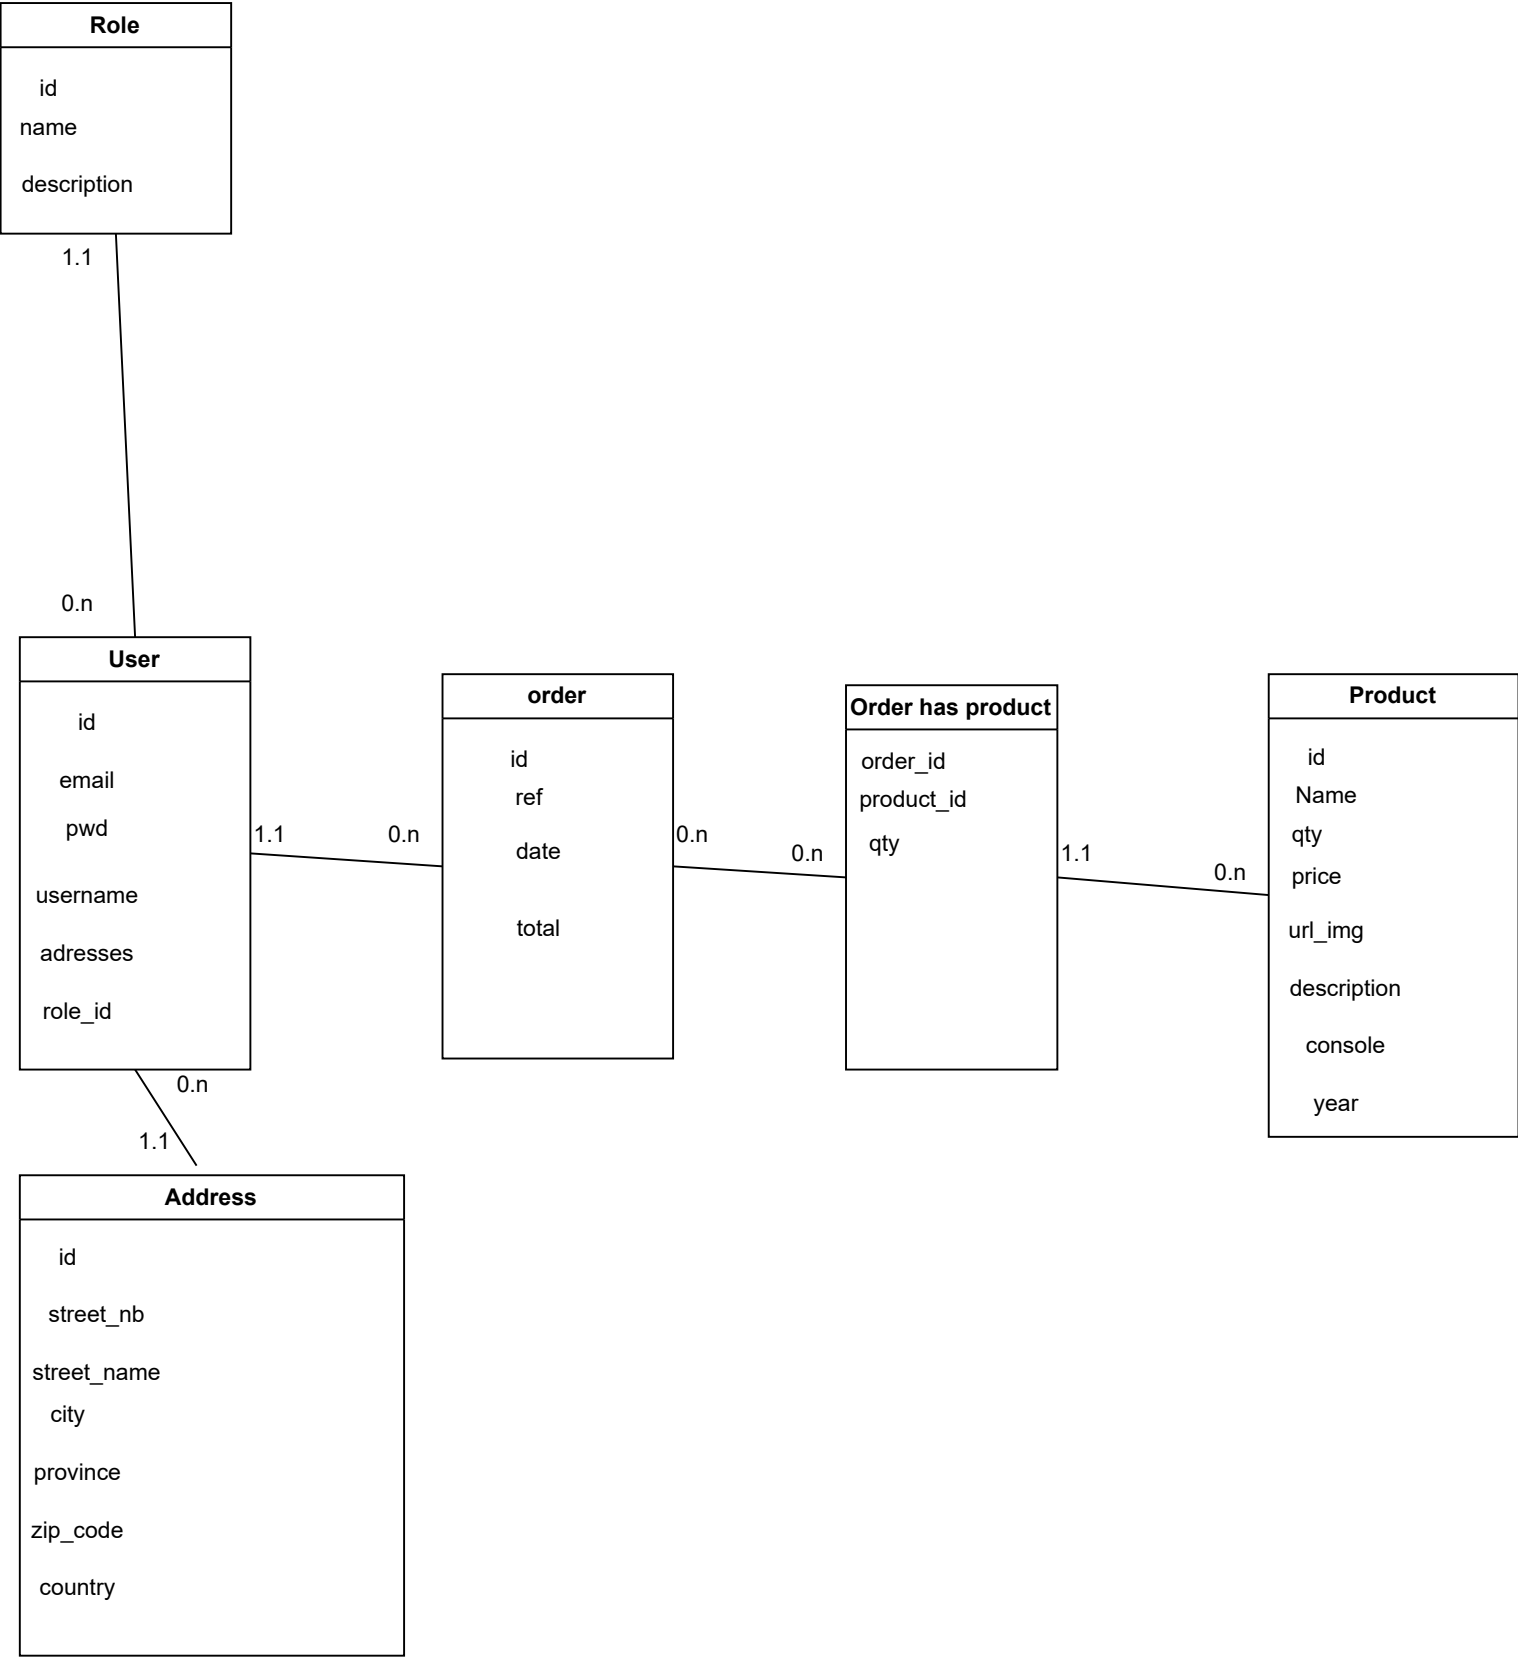 Role
id
name
description
1.1
0.n
User
id
email
pwd
username
adresses
role_id
1.1
0.n
order
id
ref
date
total
0.n
0.n
Order has product
order_id
product_id
qty
1.1
0.n
Product
id
Name
qty
price
url_img
description
console
year
0.n
1.1
Address
id
street_nb
street_name
city
province
zip_code
country